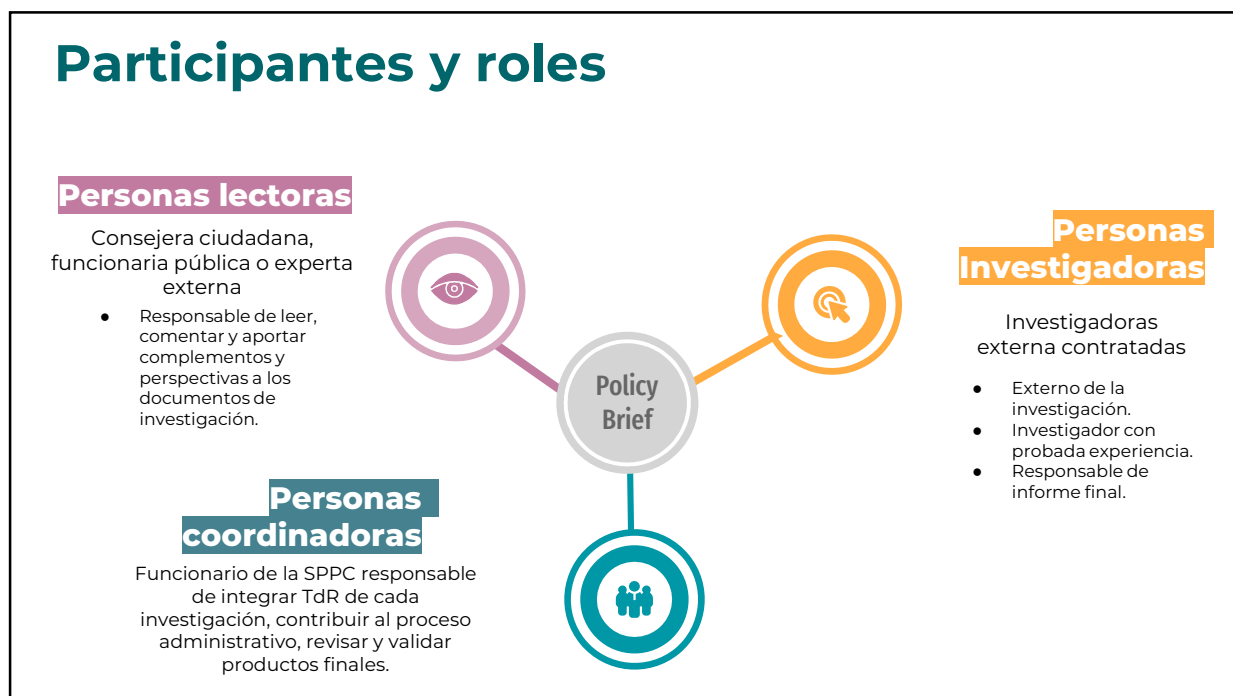 Participantes y roles
Personas lectoras
Consejera ciudadana,
funcionaria pública o experta
externa
● Responsable de leer,
comentar y aportar
complementos y
perspectivas a los
documentos de
investigación.
Policy
Brief
Personas
Investigadoras
Investigadoras
externa contratadas
● Externo de la
investigación.
● Investigador con
probada experiencia.
● Responsable de
informe final.
Personas
coordinadoras
Funcionario de la SPPC responsable
de integrar TdR de cada
investigación, contribuir al proceso
administrativo, revisar y validar
productos finales.